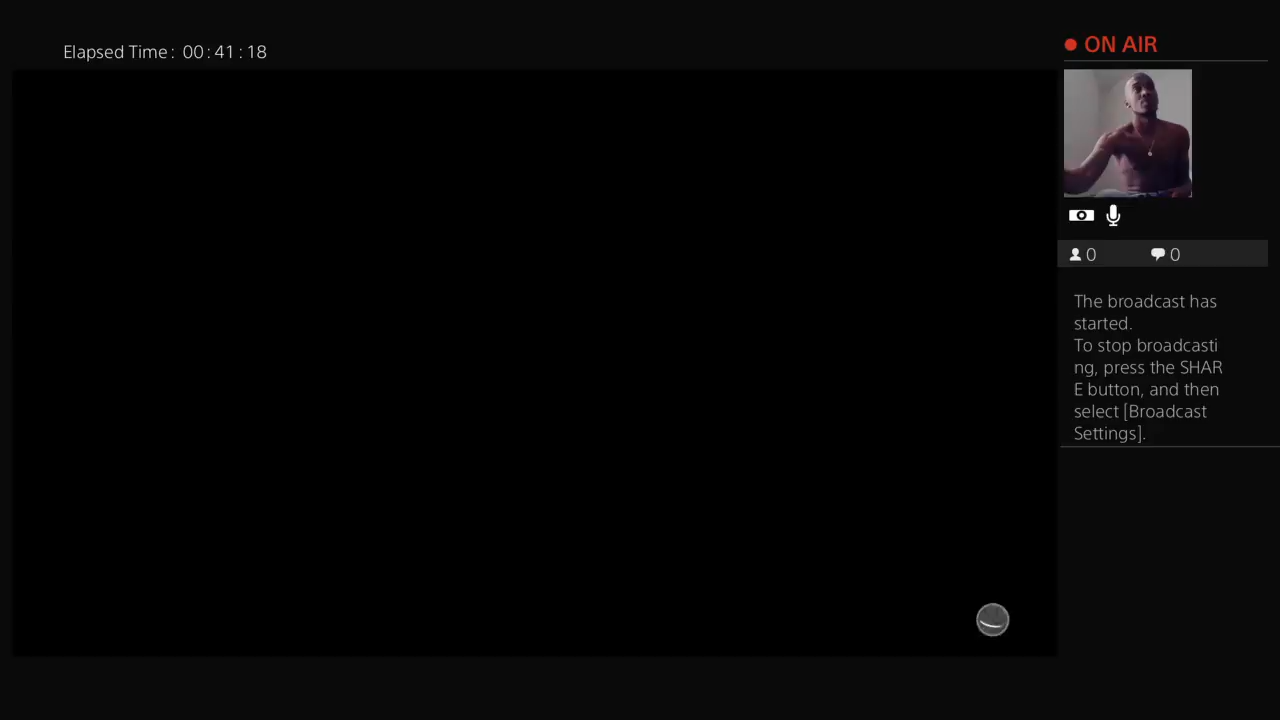 Elapsed Time: 00:41:18
ON AIR
0 0
The broadcast has
started.
To stop broadcasti
ng, press the SHAR
E button, and then
select [Broadcast
Settings].